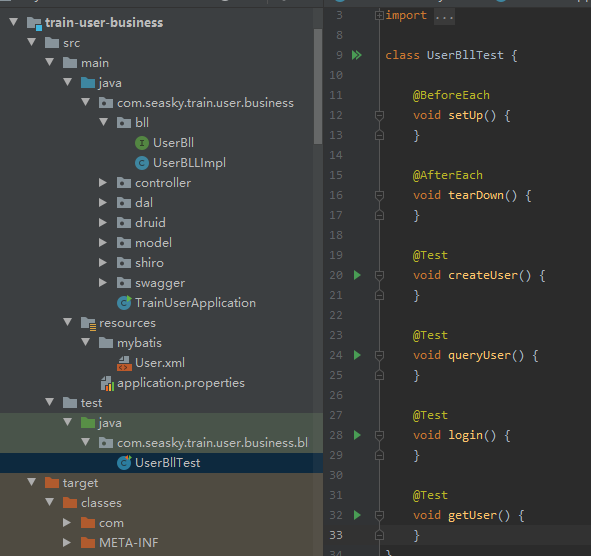 train-user-business
src
main
java
com.seasky.train.user.business
bll
UserBll
UserBLLImpl
controller
dal
druid
model
shiro
swagger
TrainUserApplication
resources
mybatis
User.xml
application.properties
test
java
com.seasky.train.user.business.bl
UserBllTest
target
classes
com
META-INF
3 import ...
8
9 class UserBllTest {
10
11 @BeforeEach
12 void setUp() {
13 }
14
15 @AfterEach
16 void tearDown() {
17 }
18
19 @Test
20 void createUser() {
21 }
22
23 @Test
24 void queryUser() {
25 }
26
27 @Test
28 void login() {
29 }
30
31 @Test
32 void getUser() {
33 }
34 }